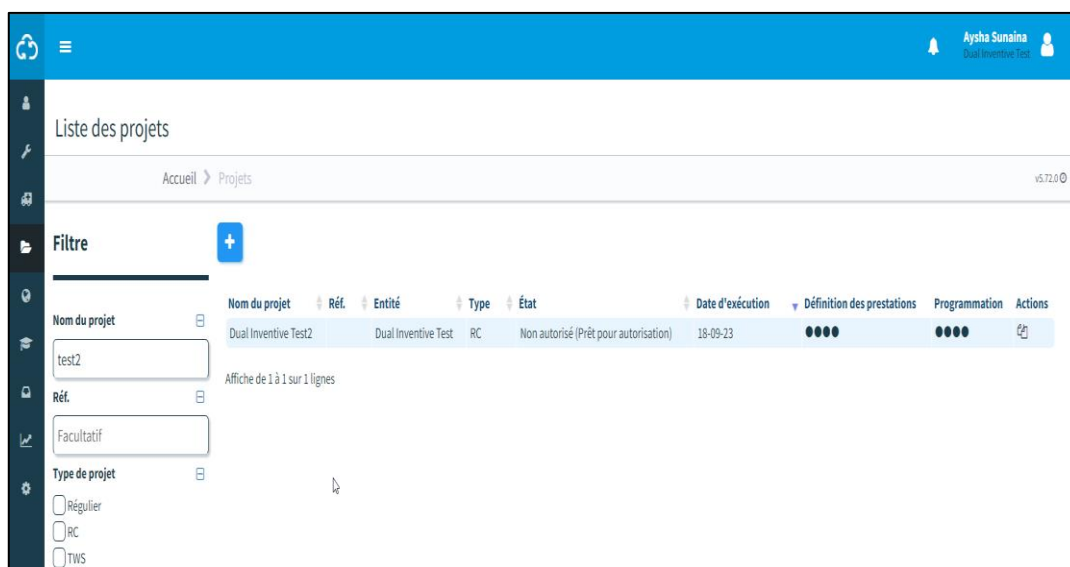 Aysha Sunaina
Dual Inventive Test
Liste des projets
Accueil Projets
v5.72.0
Filtre
Nom du projet
test2
Réf.
Facultatif
Type de projet
Régulier
RC
TWS
+
Nom du projet Réf. Entité Type État Date d'exécution Définition des prestations Programmation Actions
Dual Inventive Test2 Dual Inventive Test RC Non autorisé (Prêt pour autorisation) 18-09-23
Affiche de 1 à 1 sur 1 lignes